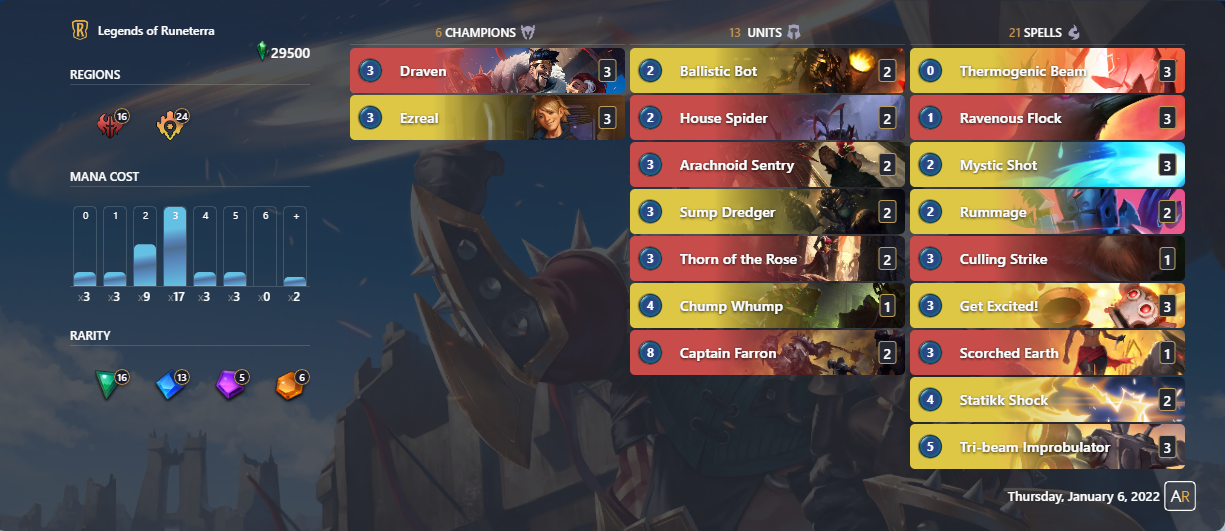 Legends of Runeterra
29500
REGIONS
16 24
MANA COST
0 1 2 3 4 5 6 +
x3 x3 x9 x17 x3 x3 x0 x2
RARITY
16 13 5 6
6 CHAMPIONS
3 Draven 3
3 Ezreal 3
13 UNITS
2 Ballistic Bot 2
2 House Spider 2
3 Arachnoid Sentry 2
3 Sump Dredger 2
3 Thorn of the Rose 2
4 Chump Whump 1
8 Captain Farron 2
21 SPELLS
0 Thermogenic Beam 3
1 Ravenous Flock 3
2 Mystic Shot 3
2 Rummage 2
3 Culling Strike 1
3 Get Excited! 3
3 Scorched Earth 1
4 Statikk Shock 2
5 Tri-beam Improbulator 3
Thursday, January 6, 2022 AR